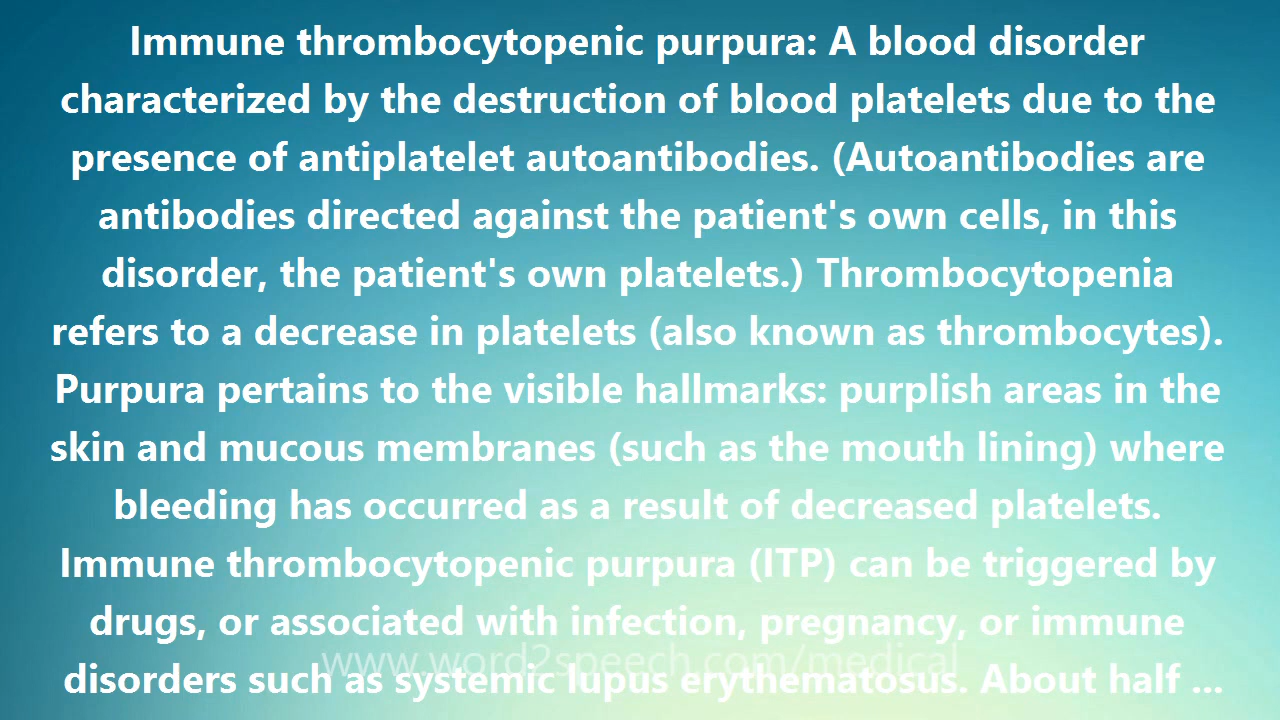 Immune thrombocytopenic purpura: A blood disorder
characterized by the destruction of blood platelets due to the
presence of antiplatelet autoantibodies. (Autoantibodies are
antibodies directed against the patient's own cells, in this
disorder, the patient's own platelets.) Thrombocytopenia
refers to a decrease in platelets (also known as thrombocytes).
Purpura pertains to the visible hallmarks: purplish areas in the
skin and mucous membranes (such as the mouth lining) where
bleeding has occurred as a result of decreased platelets.
Immune thrombocytopenic purpura (ITP) can be triggered by
drugs, or associated with infection, pregnancy, or immune
www.word2speech.com/medical
disorders such as systemic lupus erythematosus. About half ...